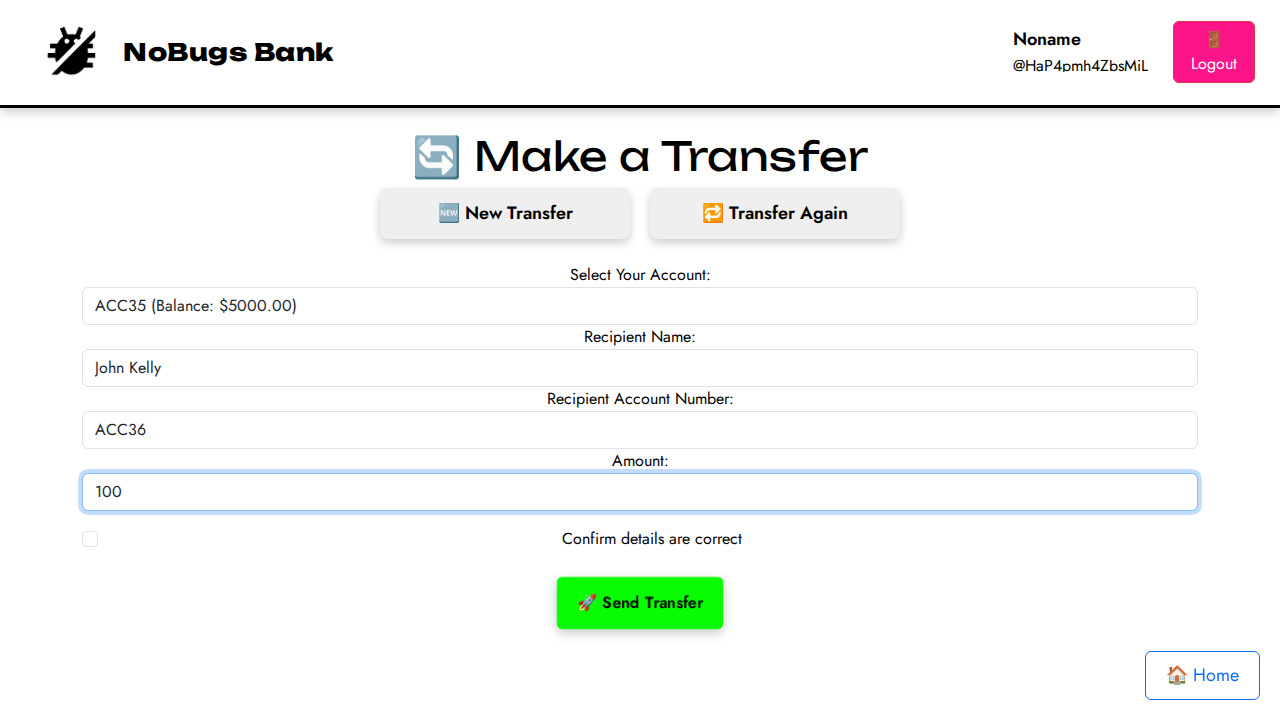 NoBugs Bank
Noname
@HaP4pmh4ZbsMiL
Logout
Make a Transfer
NEW New Transfer
Transfer Again
Select Your Account:
ACC35 (Balance: $5000.00)
Recipient Name:
John Kelly
Recipient Account Number:
ACC36
Amount:
100
Confirm details are correct
Send Transfer
Home